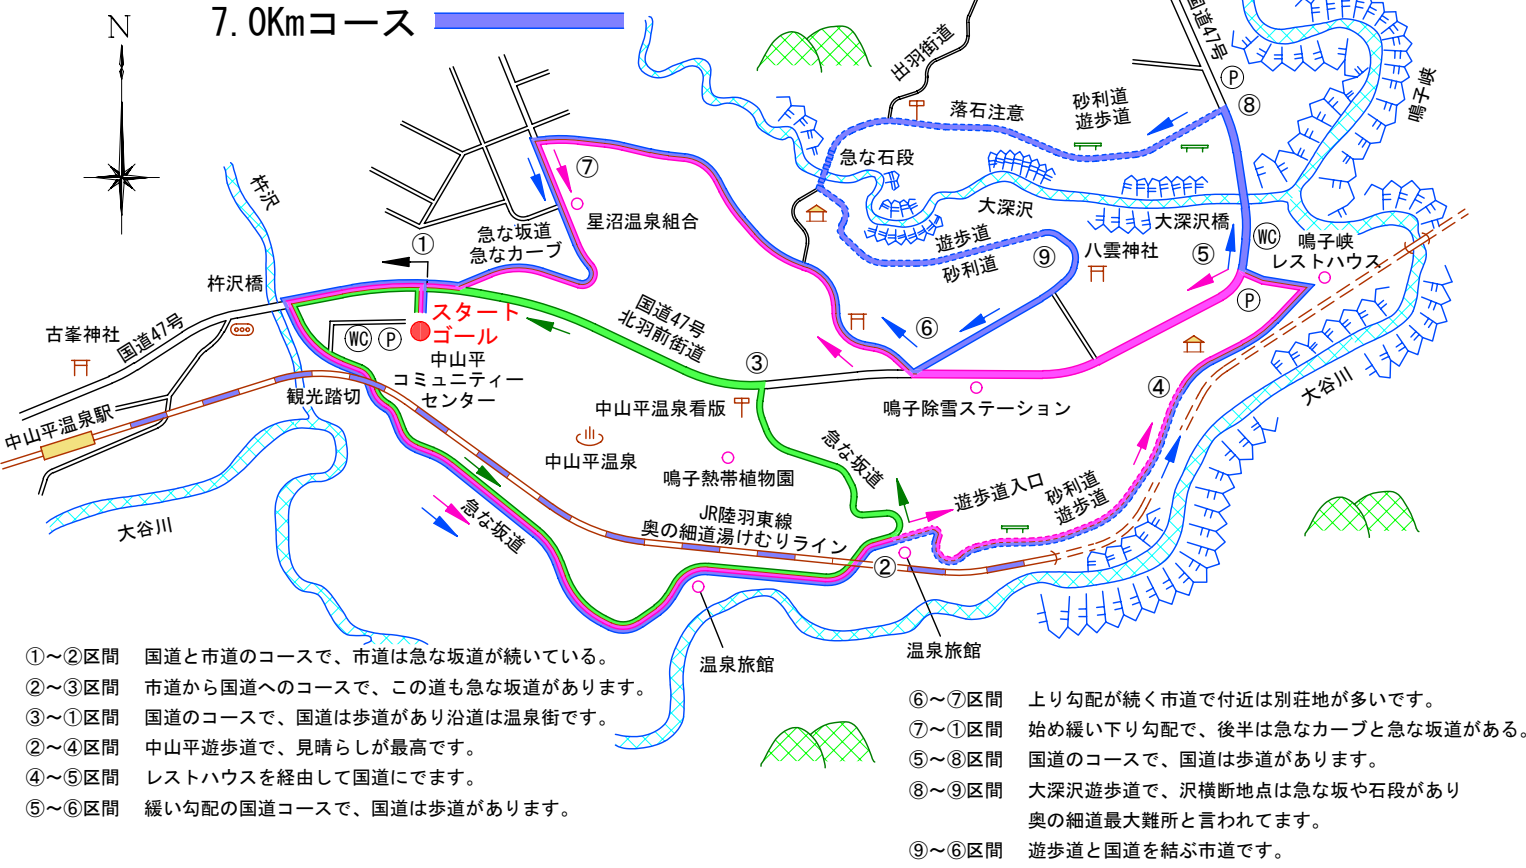 N
7.0Kmコース
出羽街道
国道47号
P
⑧
鳴子峡
落石注意
砂利道
遊歩道
急な石段
大深沢
大深沢橋
遊歩道
砂利道
⑨
八雲神社
⑤
WC
鳴子峡
レストハウス
P
⑦
星沼温泉組合
急な坂道
急なカーブ
杵沢
①
杵沢橋
スタート
ゴール
WC
P
中山平
コミュニティー
センター
国道47号
北羽前街道
古峯神社
国道47号
観光踏切
中山平温泉駅
③
⑥
④
大谷川
鳴子除雪ステーション
中山平温泉看版
中山平温泉
鳴子熱帯植物園
急な坂道
遊歩道入口
砂利道
遊歩道
JR陸羽東線
奥の細道湯けむりライン
急な坂道
大谷川
②
温泉旅館
温泉旅館
①～②区間 国道と市道のコースで、市道は急な坂道が続いている。
②～③区間 市道から国道へのコースで、この道も急な坂道があります。
③～①区間 国道のコースで、国道は歩道があり沿道は温泉街です。
②～④区間 中山平遊歩道で、見晴らしが最高です。
④～⑤区間 レストハウスを経由して国道にでます。
⑤～⑥区間 緩い勾配の国道コースで、国道は歩道があります。
⑥～⑦区間 上り勾配が続く市道で付近は別荘地が多いです。
⑦～①区間 始め緩い下り勾配で、後半は急なカーブと急な坂道がある。
⑤～⑧区間 国道のコースで、国道は歩道があります。
⑧～⑨区間 大深沢遊歩道で、沢横断地点は急な坂や石段があり
奥の細道最大難所と言われてます。
⑨～⑥区間 遊歩道と国道を結ぶ市道です。